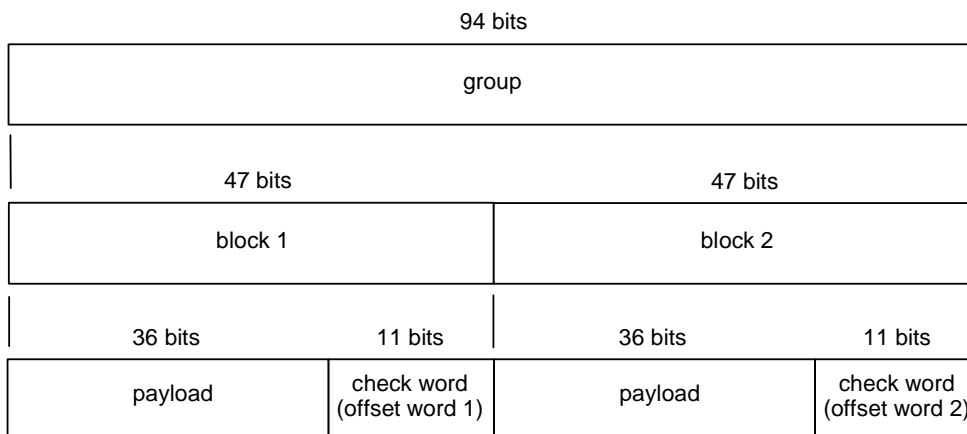 94 bits
group
47 bits 47 bits
block 1 block 2
36 bits 11 bits 36 bits 11 bits
payload check word (offset word 1) payload check word (offset word 2)